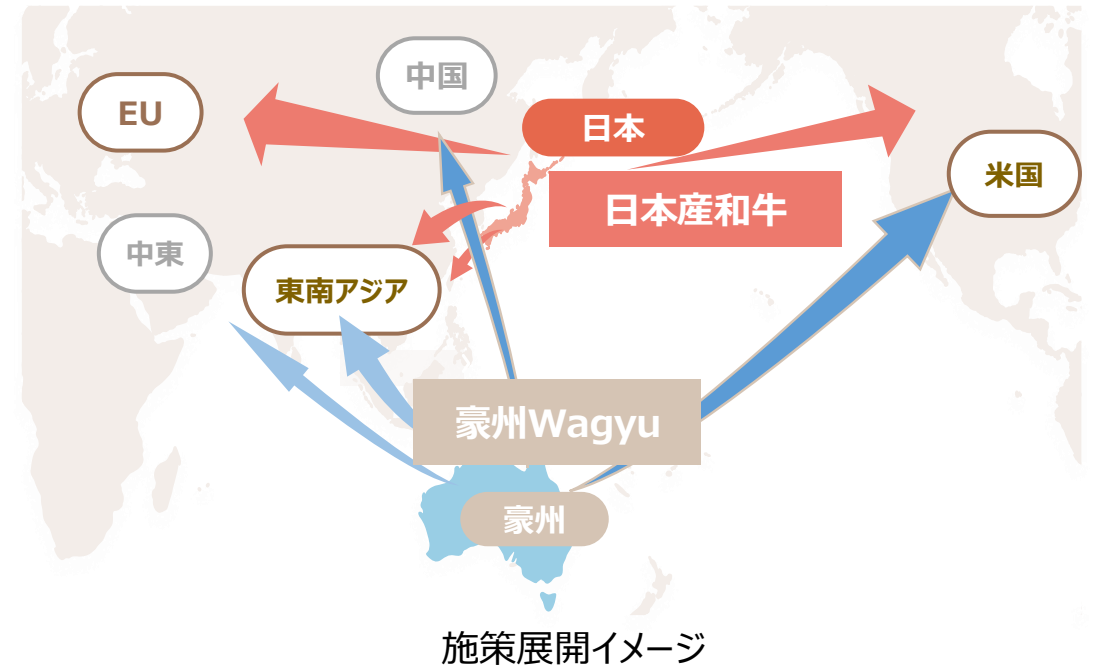 中国
EU
日本
米国
日本産和牛
中東
東南アジア
豪州Wagyu
豪州
施策展開イメージ